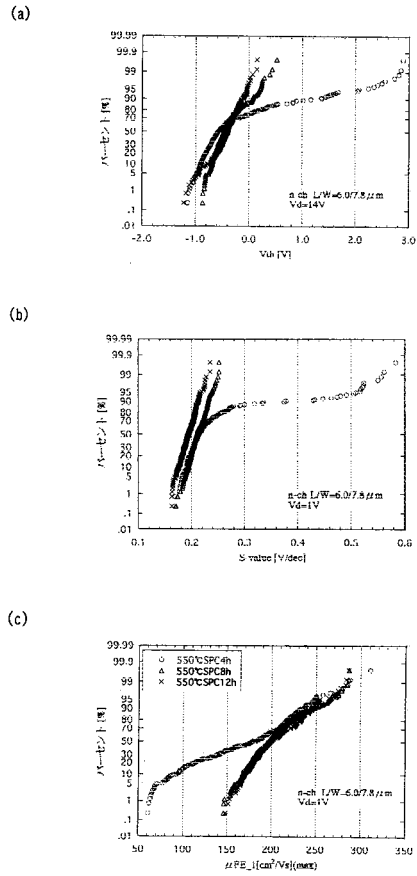 (a)
99.99
99.9
99
95
90
80
70
50
30
20
10
5
1
.1
.01
パーセント [%]
n-ch L/W=6.0/7.8μm
Vd=14V
-2.0 -1.0 0.0 1.0 2.0 3.0
Vth [V]
(b)
99.99
99.9
99
95
90
80
70
50
30
20
10
5
1
.1
.01
パーセント [%]
n-ch L/W=6.0/7.8μm
Vd=1V
0.1 0.2 0.3 0.4 0.5 0.6
S-value [V/dec]
(c)
99.99
99.9
99
95
90
80
70
50
30
20
10
5
1
.1
.01
パーセント [%]
○ 550℃SPC4h
△ 550℃SPC8h
× 550℃SPC12h
n-ch L/W=6.0/7.8μm
Vd=1V
50 100 150 200 250 300 350
μFE_1[cm²/Vs](max)